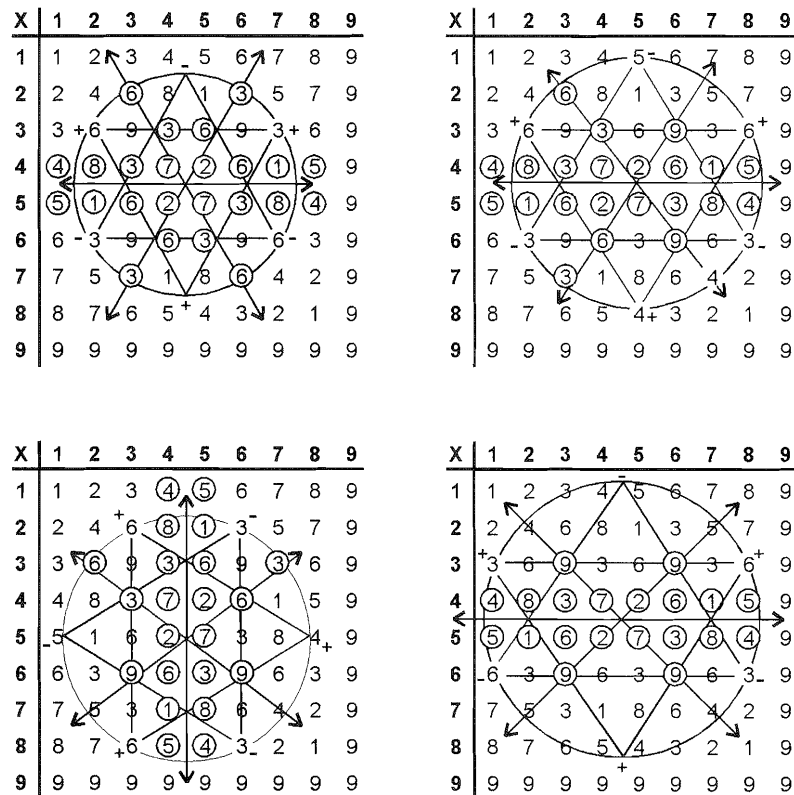 X 1 2 3 4 5 6 7 8 9
1 1 2 3 4 - 5 6 7 8 9
2 2 4 6 8 1 3 5 7 9
3 3 + 6 9 3 6 9 3 + 6 9
4 4 8 3 7 2 6 1 5 9
5 5 1 6 2 7 3 8 4 9
6 6 - 3 9 6 3 9 6 - 3 9
7 7 5 3 1 8 6 4 2 9
+
8 8 7 6 5 4 3 2 1 9
9 9 9 9 9 9 9 9 9 9
X 1 2 3 4 5 6 7 8 9
1 1 2 3 4 5 - 6 7 8 9
2 2 4 6 8 1 3 5 7 9
3 3 + 6 9 3 6 9 3 6 + 9
4 4 8 3 7 2 6 1 5 9
5 5 1 6 2 7 3 8 4 9
6 6 - 3 9 6 3 9 6 3 - 9
7 7 5 3 1 8 6 4 2 9
8 8 7 6 5 4 + 3 2 1 9
9 9 9 9 9 9 9 9 9 9
X 1 2 3 4 5 6 7 8 9
1 1 2 3 4 5 6 7 8 9
2 2 4 + 6 8 1 3 - 5 7 9
3 3 6 9 3 6 9 3 6 9
4 4 8 3 7 2 6 1 5 9
5 - 5 1 6 2 7 3 8 4 + 9
6 6 3 9 6 3 9 6 3 9
7 7 5 3 1 8 6 4 2 9
8 8 7 + 6 5 4 3 - 2 1 9
9 9 9 9 9 9 9 9 9 9
X 1 2 3 4 5 6 7 8 9
-
1 1 2 3 4 5 6 7 8 9
2 2 4 6 8 1 3 5 7 9
3 + 3 6 9 3 6 9 3 6 + 9
4 4 8 3 7 2 6 1 5 9
5 5 1 6 2 7 3 8 4 9
6 - 6 3 9 6 3 9 6 3 - 9
7 7 5 3 1 8 6 4 2 9
8 8 7 6 5 4 3 2 1 9
+
9 9 9 9 9 9 9 9 9 9